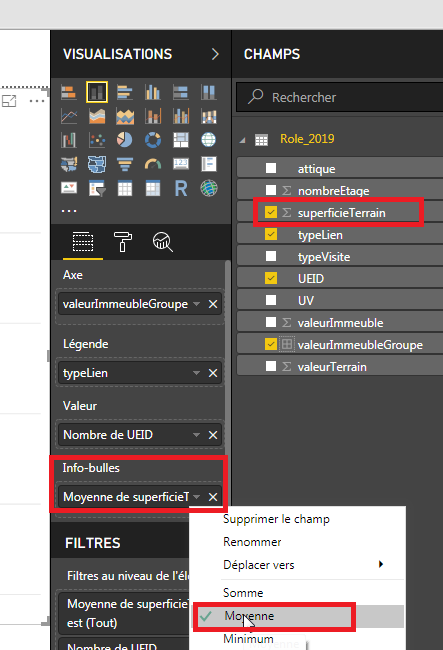 VISUALISATIONS
CHAMPS
Rechercher
Role_2019
attique
nombreEtage
superficieTerrain
typeLien
typeVisite
UEID
UV
valeurImmeuble
valeurImmeubleGroupe
valeurTerrain
R
123
Axe
valeurImmeubleGroupe
Légende
typeLien
Valeur
Nombre de UEID
Info-bulles
Moyenne de superficieT
FILTRES
Filtres au niveau de l'élé
Moyenne de superficie
est (Tout)
Nombre de UEID
Supprimer le champ
Renommer
Déplacer vers
Somme
Moyenne
Minimum